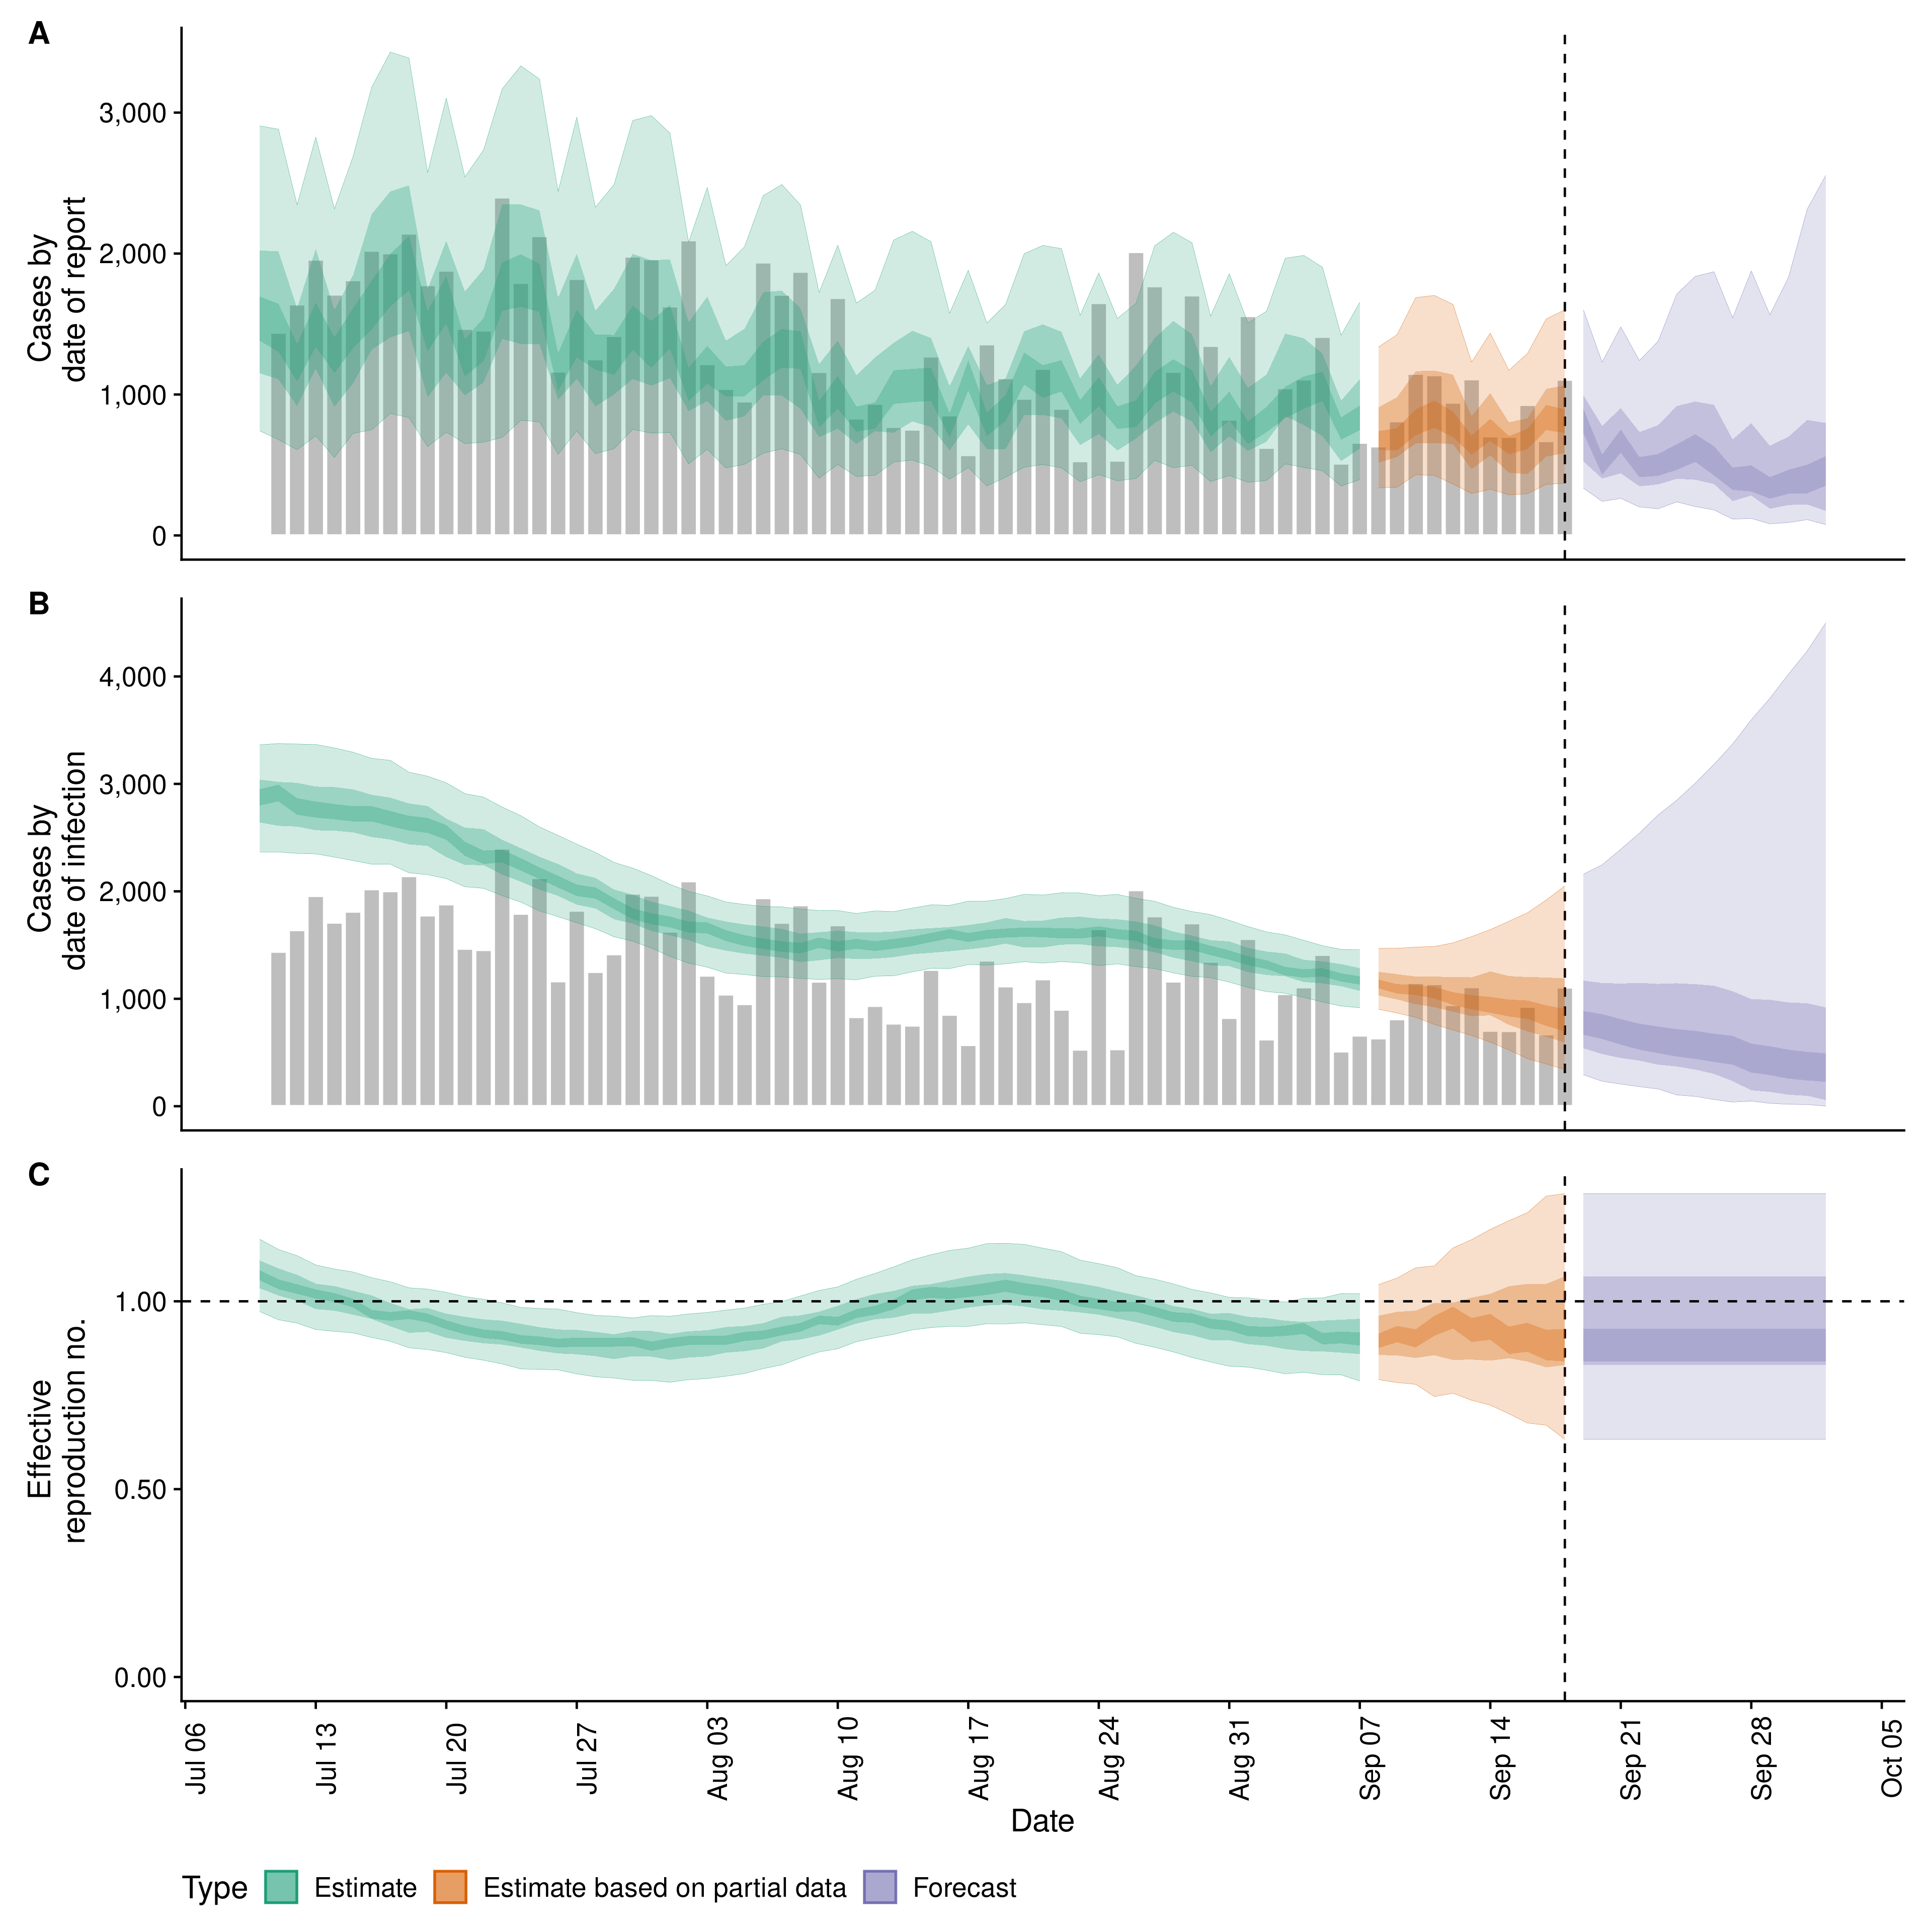 A
Cases by
date of report
3,000
2,000
1,000
0
B
Cases by
date of infection
4,000
3,000
2,000
1,000
0
C
Effective
reproduction no.
1.00
0.50
0.00
Jul 06
Jul 13
Jul 20
Jul 27
Aug 03
Aug 10
Aug 17
Aug 24
Aug 31
Sep 07
Sep 14
Sep 21
Sep 28
Oct 05
Date
Type Estimate Estimate based on partial data Forecast